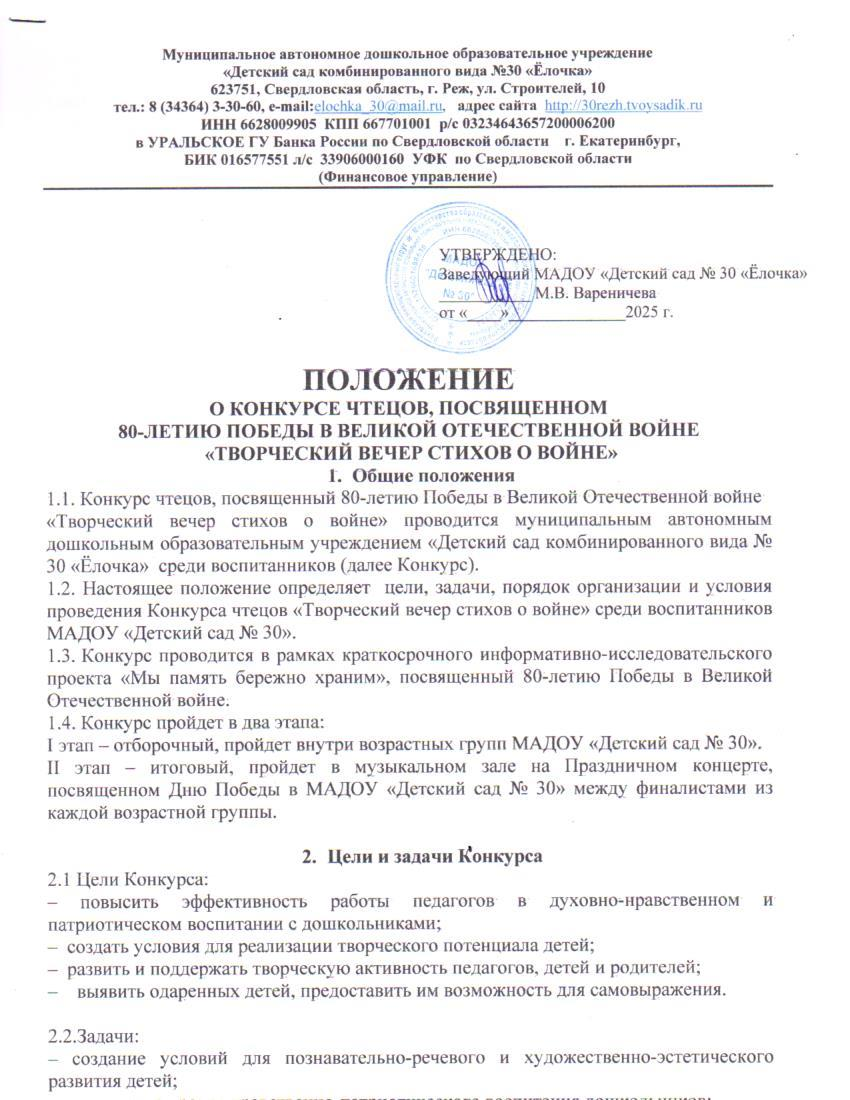 Муниципальное автономное дошкольное образовательное учреждение
«Детский сад комбинированного вида №30 «Ёлочка»
623751, Свердловская область, г. Реж, ул. Строителей, 10
тел.: 8 (34364) 3-30-60, e-mail:elochka_30@mail.ru, адрес сайта http://30rezh.tvoysadik.ru
ИНН 6628009905 КПП 667701001 р/с 03234643657200006200
в УРАЛЬСКОЕ ГУ Банка России по Свердловской области г. Екатеринбург,
БИК 016577551 л/с 33906000160 УФК по Свердловской области
(Финансовое управление)
УТВЕРЖДЕНО:
Заведующий МАДОУ «Детский сад № 30 «Ёлочка»
___________ М.В. Вареничева
от «____»______________2025 г.
ПОЛОЖЕНИЕ
О КОНКУРСЕ ЧТЕЦОВ, ПОСВЯЩЕННОМ
80-ЛЕТИЮ ПОБЕДЫ В ВЕЛИКОЙ ОТЕЧЕСТВЕННОЙ ВОЙНЕ
«ТВОРЧЕСКИЙ ВЕЧЕР СТИХОВ О ВОЙНЕ»
1. Общие положения
1.1. Конкурс чтецов, посвященный 80-летию Победы в Великой Отечественной войне
«Творческий вечер стихов о войне» проводится муниципальным автономным
дошкольным образовательным учреждением «Детский сад комбинированного вида №
30 «Ёлочка» среди воспитанников (далее Конкурс).
1.2. Настоящее положение определяет цели, задачи, порядок организации и условия
проведения Конкурса чтецов «Творческий вечер стихов о войне» среди воспитанников
МАДОУ «Детский сад № 30».
1.3. Конкурс проводится в рамках краткосрочного информативно-исследовательского
проекта «Мы память бережно храним», посвященный 80-летию Победы в Великой
Отечественной войне.
1.4. Конкурс пройдет в два этапа:
I этап – отборочный, пройдет внутри возрастных групп МАДОУ «Детский сад № 30».
II этап – итоговый, пройдет в музыкальном зале на Праздничном концерте,
посвященном Дню Победы в МАДОУ «Детский сад № 30» между финалистами из
каждой возрастной группы.
2. Цели и задачи Конкурса
2.1 Цели Конкурса:
– повысить эффективность работы педагогов в духовно-нравственном и
патриотическом воспитании с дошкольниками;
– создать условия для реализации творческого потенциала детей;
– развить и поддержать творческую активность педагогов, детей и родителей;
– выявить одаренных детей, предоставить им возможность для самовыражения.
2.2.Задачи:
– создание условий для познавательно-речевого и художественно-эстетического
развития детей;